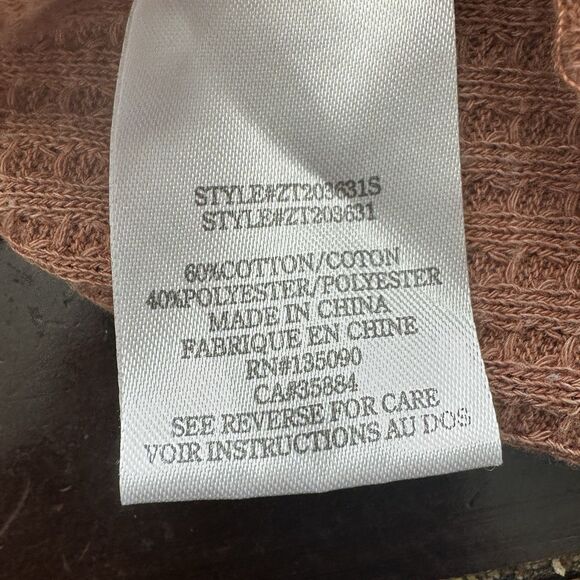 STYLE#ZT203631S
STYLE#ZT203631
60%COTTON/COTON
40%POLYESTER/POLYESTER
MADE IN CHINA
FABRIQUE EN CHINE
RN#135090
CA#35884
SEE REVERSE FOR CARE
VOIR INSTRUCTIONS AU DOS